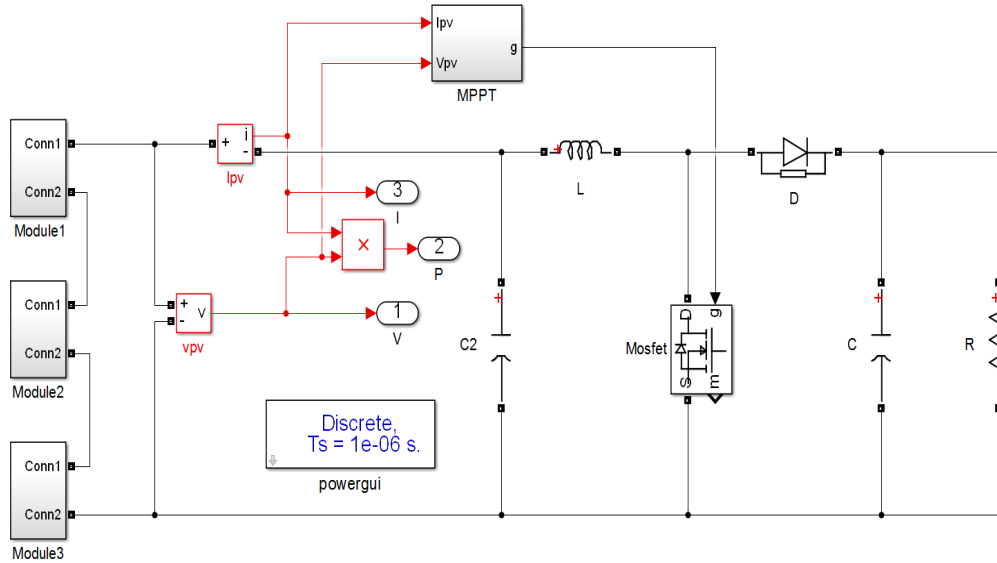 Ipv
Vpv
g
MPPT
Conn1
Conn2
Module1
+
i
-
Ipv
L
D
3
I
×
2
P
Conn1
Conn2
Module2
+
-
v
vpv
1
V
+
C2
Mosfet
D
g
S
m
+
C
+
R
Discrete,
Ts = 1e-06 s.
powergui
Conn1
Conn2
Module3